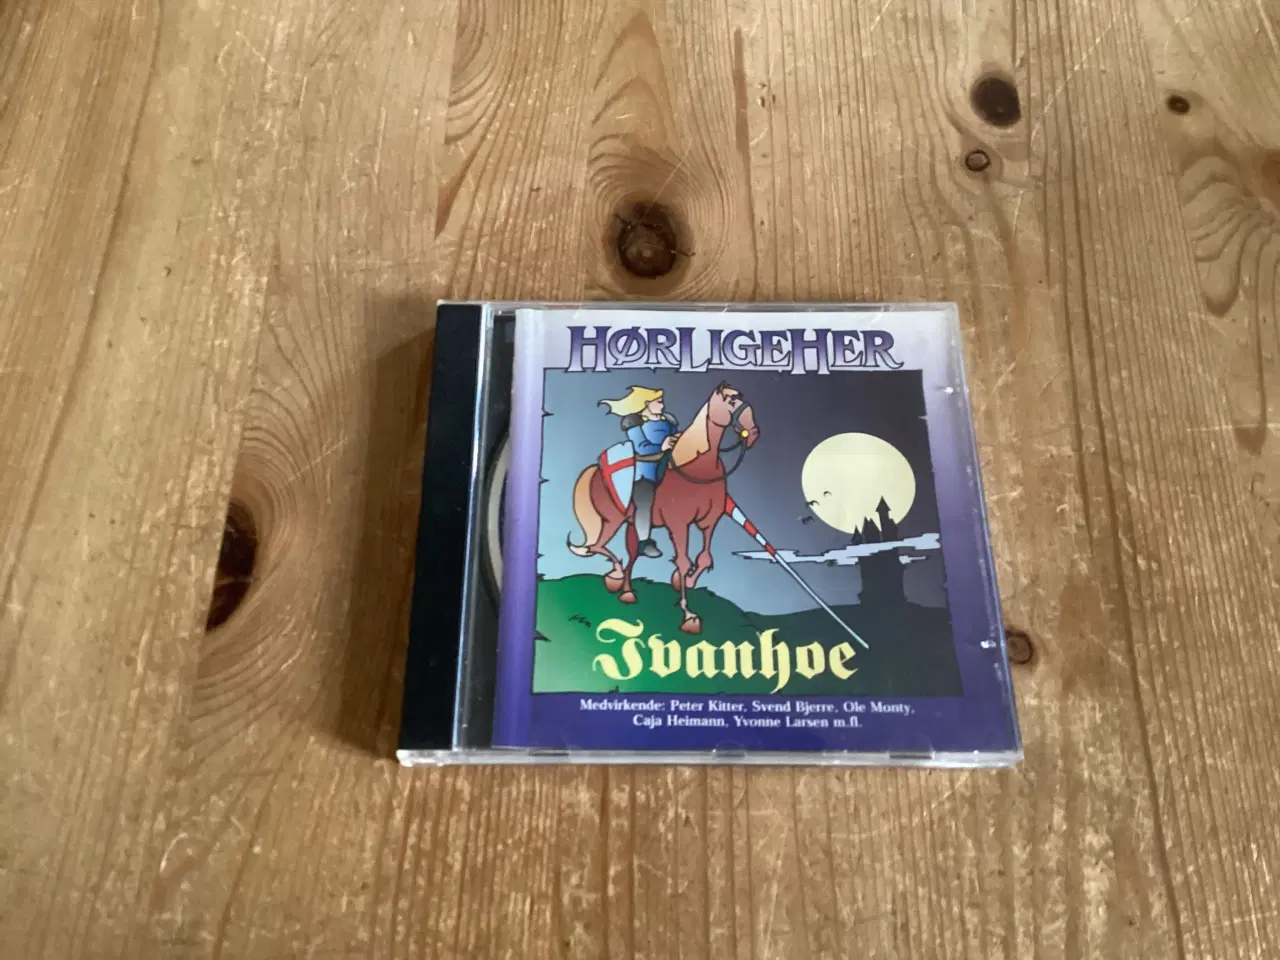 HØRLIGEHER
Ivanhoe
Medvirkende: Peter Kitter, Svend Bjerre, Ole Monty,
Caja Heimann, Yvonne Larsen m.fl.